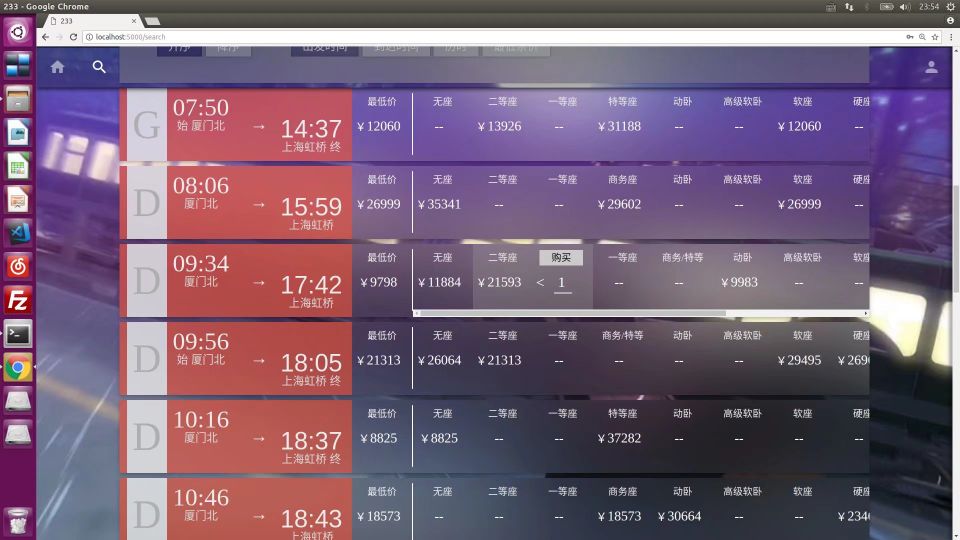 233 - Google Chrome
23:54
233
localhost:5000/search
升序 降序 出发时间 到达时间 历时 最低票价
G 07:50 → 14:37 最低价 无座 二等座 一等座 特等座 动卧 高级软卧 软座 硬座
始 厦门北 上海虹桥 终 ￥12060 -- ￥13926 -- ￥31188 -- -- ￥12060
D 08:06 → 15:59 最低价 无座 二等座 一等座 商务座 动卧 高级软卧 软座 硬座
厦门北 上海虹桥 ￥26999 ￥35341 -- -- ￥29602 -- -- ￥26999 --
D 09:34 → 17:42 最低价 无座 二等座 购买 一等座 商务/特等 动卧 高级软卧 软座
厦门北 上海虹桥 ￥9798 ￥11884 ￥21593 < 1 -- -- ￥9983 -- --
D 09:56 → 18:05 最低价 无座 二等座 一等座 商务/特等 动卧 高级软卧 软座 硬座
始 厦门北 上海虹桥 终 ￥21313 ￥26064 ￥21313 -- -- -- -- ￥29495
D 10:16 → 18:37 最低价 无座 二等座 一等座 特等座 动卧 高级软卧 软座 硬座
厦门北 上海虹桥 终 ￥8825 ￥8825 -- -- ￥37282 -- -- -- --
D 10:46 → 18:43 最低价 无座 二等座 一等座 商务座 动卧 高级软卧 软座 硬座
厦门北 上海虹桥 ￥18573 -- -- -- ￥18573 ￥30664 -- --